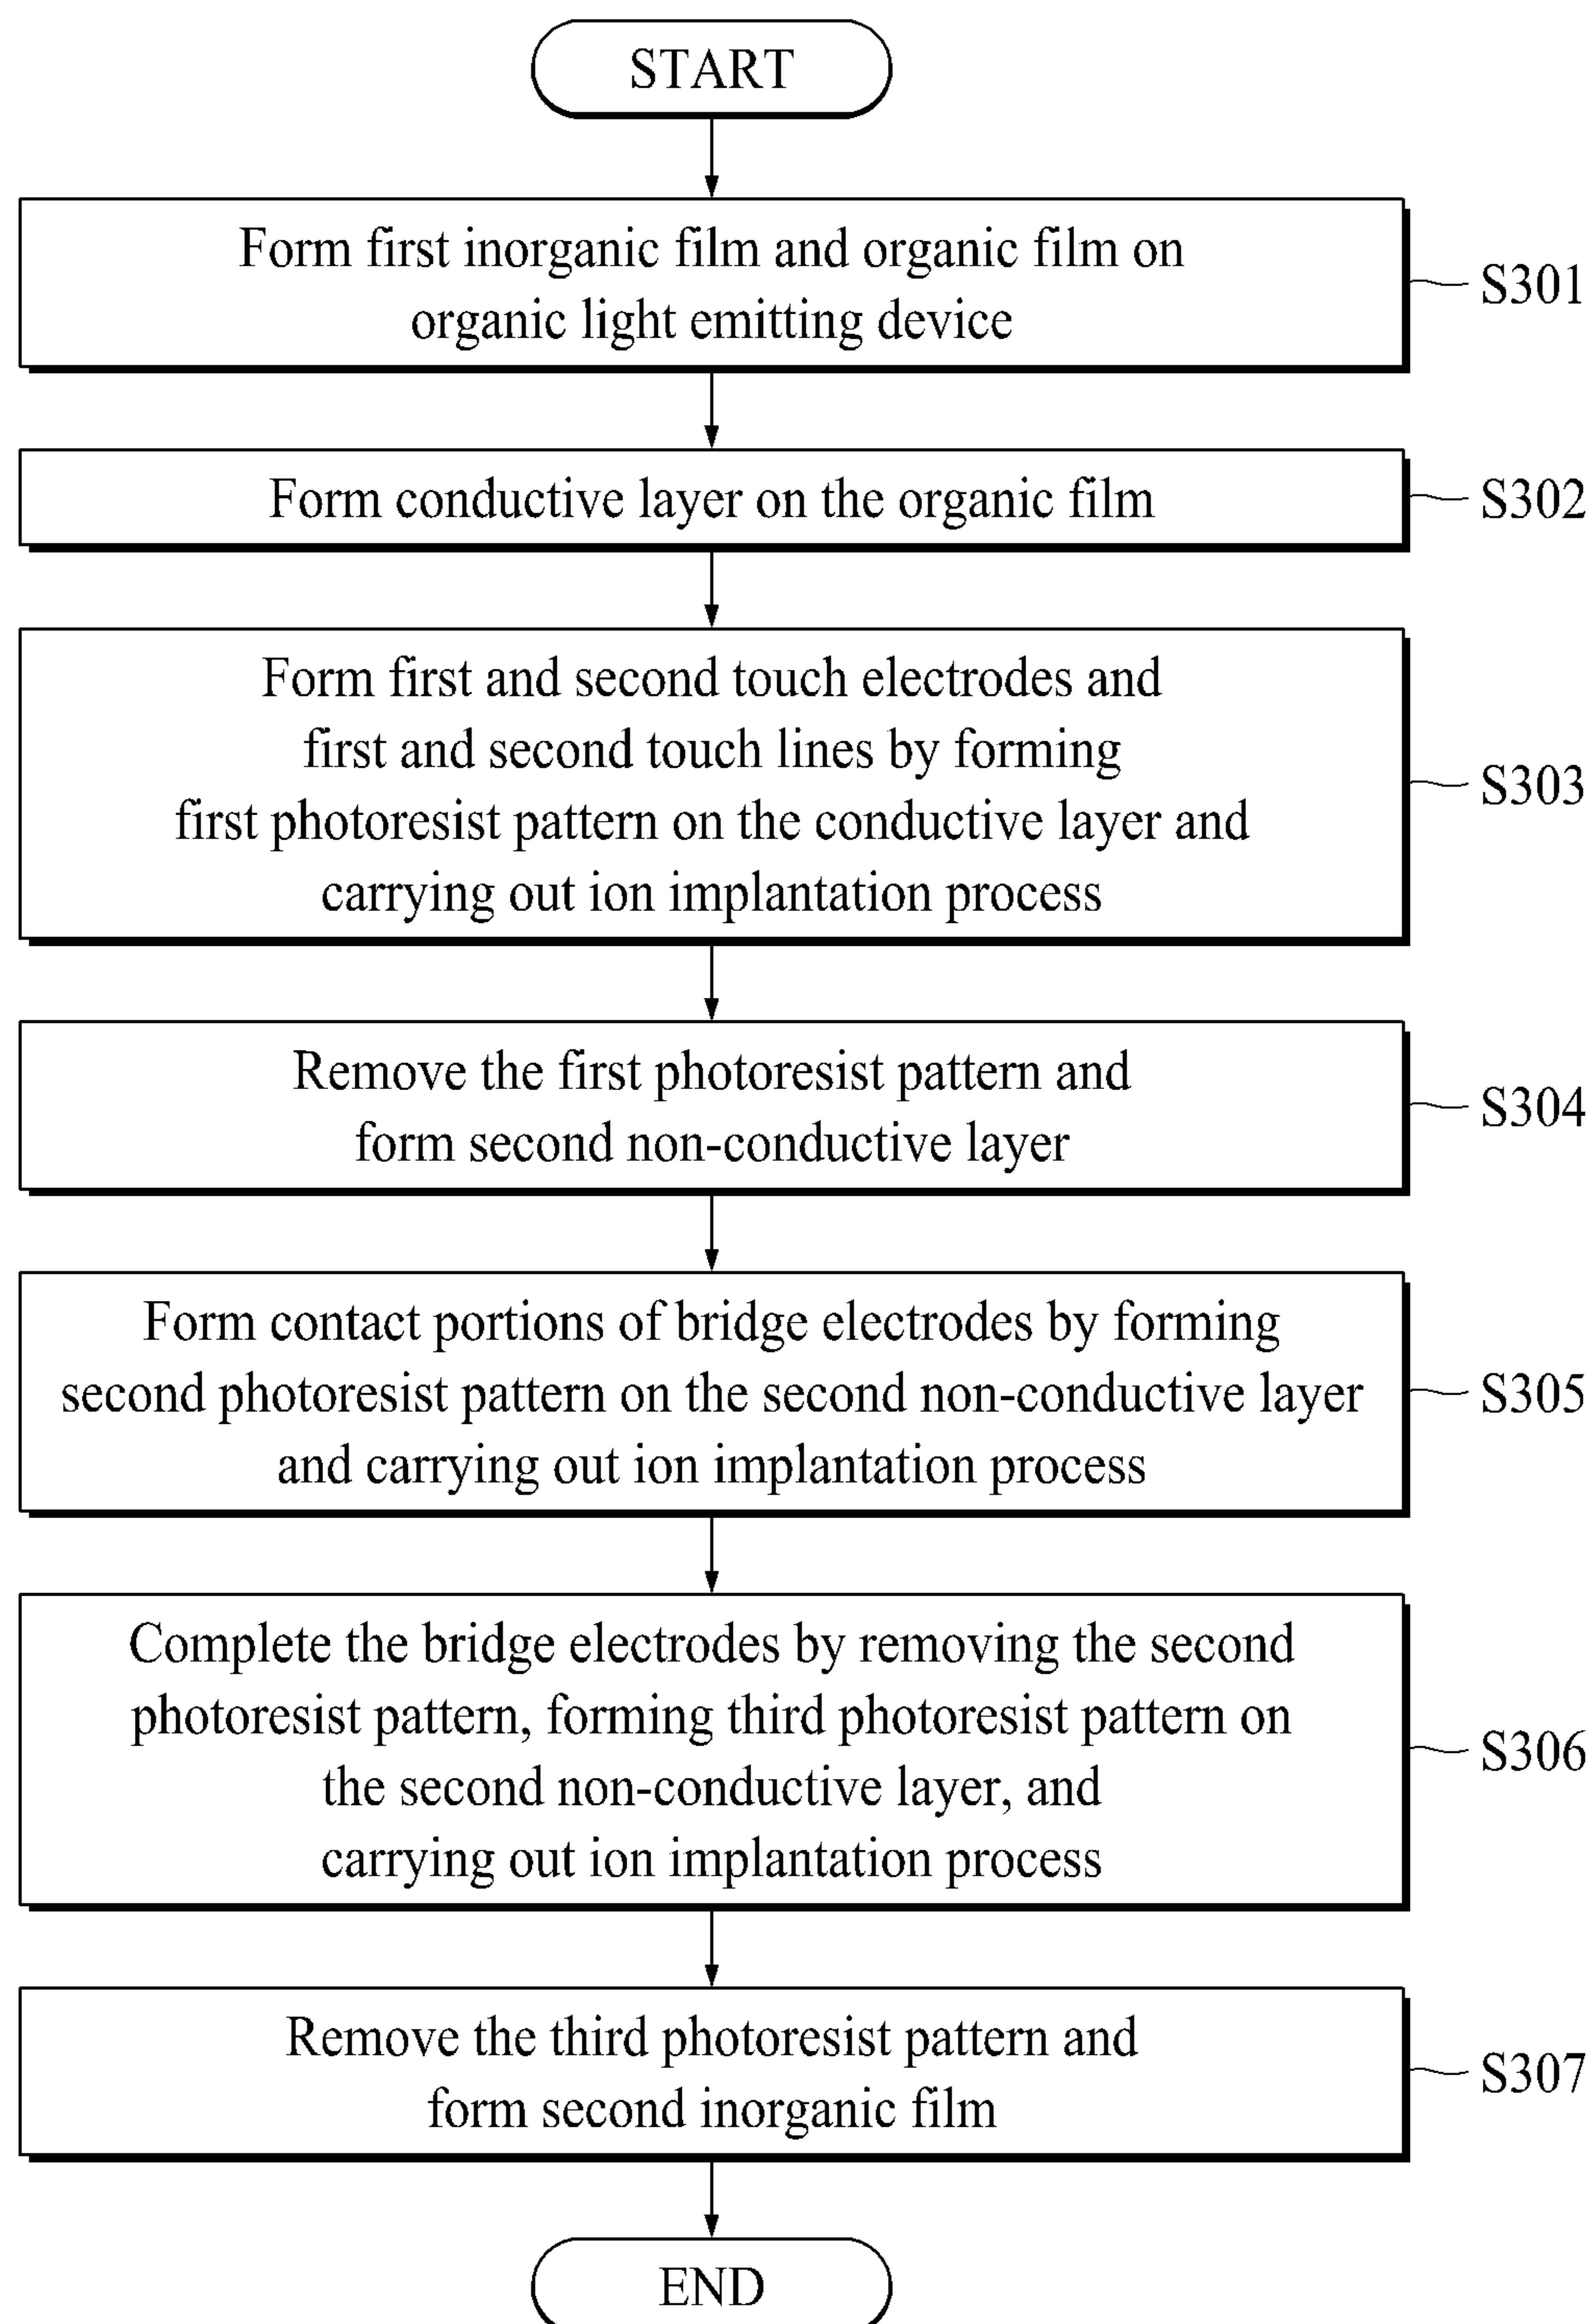 START
Form first inorganic film and organic film on
organic light emitting device
S301
Form conductive layer on the organic film
S302
Form first and second touch electrodes and
first and second touch lines by forming
first photoresist pattern on the conductive layer and
carrying out ion implantation process
S303
Remove the first photoresist pattern and
form second non-conductive layer
S304
Form contact portions of bridge electrodes by forming
second photoresist pattern on the second non-conductive layer
and carrying out ion implantation process
S305
Complete the bridge electrodes by removing the second
photoresist pattern, forming third photoresist pattern on
the second non-conductive layer, and
carrying out ion implantation process
S306
Remove the third photoresist pattern and
form second inorganic film
S307
END